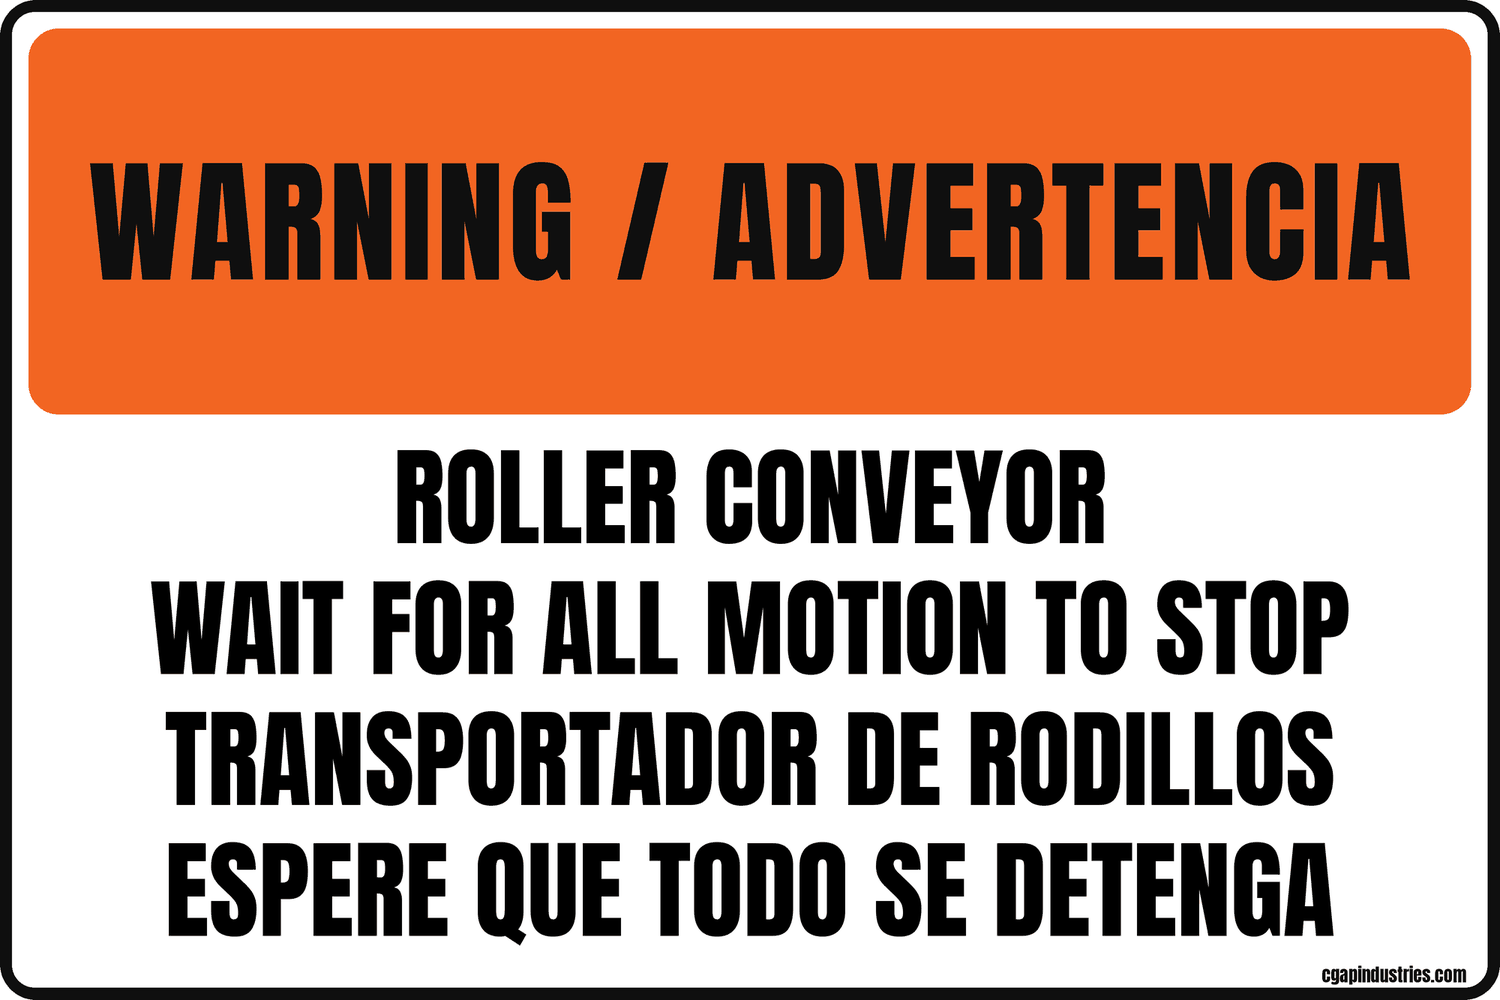 WARNING / ADVERTENCIA
ROLLER CONVEYOR
WAIT FOR ALL MOTION TO STOP
TRANSPORTADOR DE RODILLOS
ESPERE QUE TODO SE DETENGA
cgapindustries.com